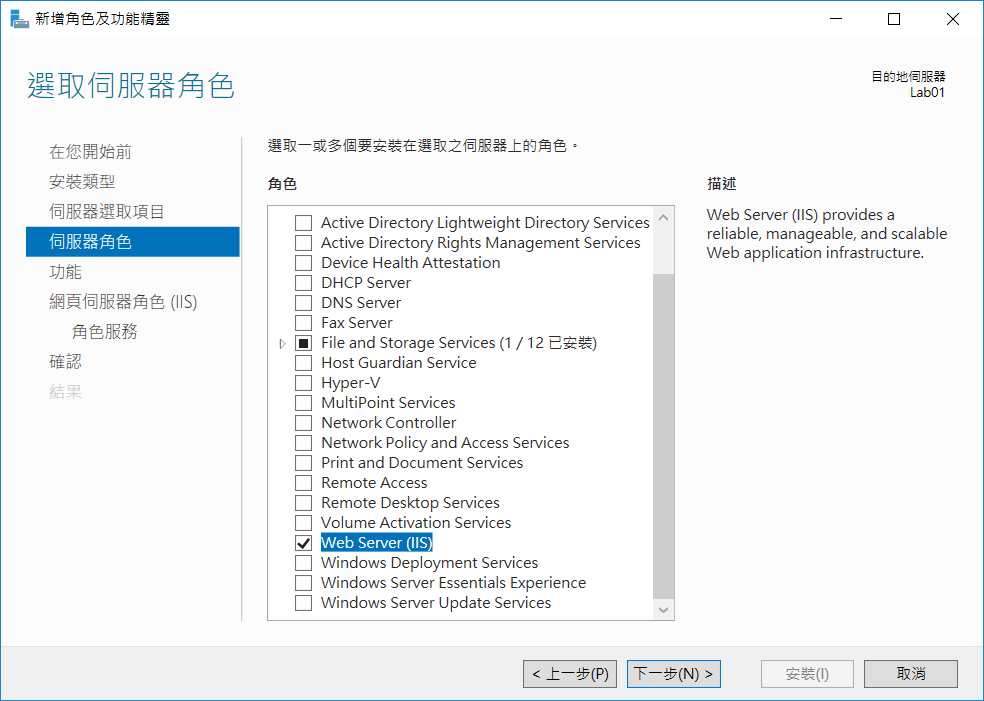 新增角色及功能精靈
選取伺服器角色
目的地伺服器
Lab01
在您開始前
安裝類型
伺服器選取項目
伺服器角色
功能
網頁伺服器角色 (IIS)
角色服務
確認
結果
選取一或多個要安裝在選取之伺服器上的角色。
角色
Active Directory Lightweight Directory Services
Active Directory Rights Management Services
Device Health Attestation
DHCP Server
DNS Server
Fax Server
File and Storage Services (1 / 12 已安裝)
Host Guardian Service
Hyper-V
MultiPoint Services
Network Controller
Network Policy and Access Services
Print and Document Services
Remote Access
Remote Desktop Services
Volume Activation Services
Web Server (IIS)
Windows Deployment Services
Windows Server Essentials Experience
Windows Server Update Services
描述
Web Server (IIS) provides a
reliable, manageable, and scalable
Web application infrastructure.
< 上一步(P)
下一步(N) >
安裝(I)
取消